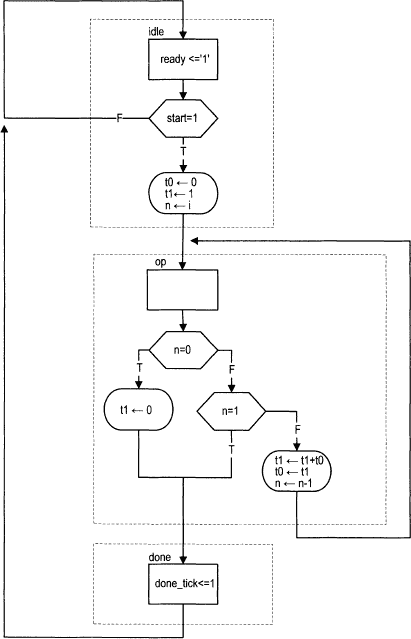 idle
ready <='1'
F
start=1
T
t0 ← 0
t1← 1
n ← i
op
n=0
T
F
t1 ← 0
n=1
F
T
t1 ← t1+t0
t0 ← t1
n ← n-1
done
done_tick<=1